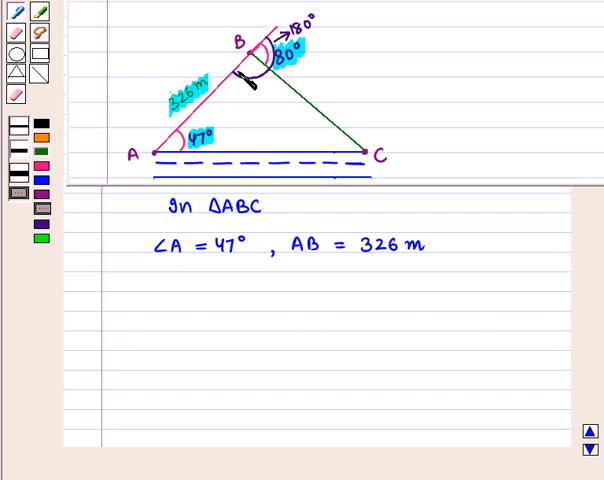 B
→180°
80°
326 m
47°
A
C
In ΔABC
∠A = 47° , AB = 326 m